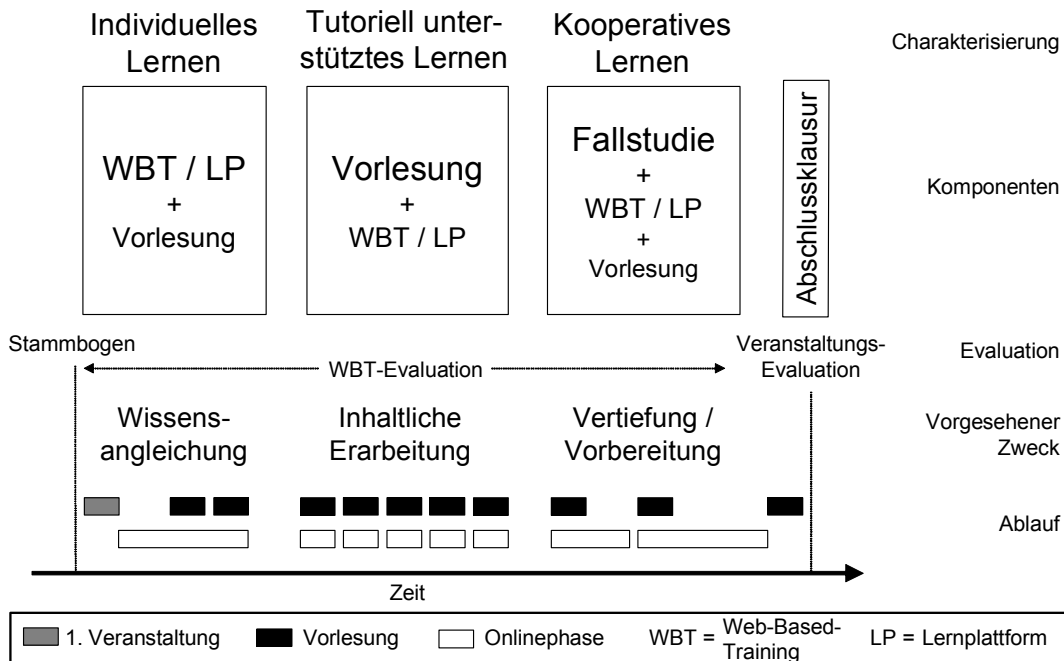 Individuelles
Lernen
Tutoriell unter-
stütztes Lernen
Kooperatives
Lernen
Charakterisierung
WBT / LP
+
Vorlesung
Vorlesung
+
WBT / LP
Fallstudie
+
WBT / LP
+
Vorlesung
Abschlussklausur
Komponenten
Stammbogen
WBT-Evaluation
Veranstaltungs-
Evaluation
Evaluation
Wissens-
angleichung
Inhaltliche
Erarbeitung
Vertiefung /
Vorbereitung
Vorgesehener
Zweck
Ablauf
Zeit
1. Veranstaltung
Vorlesung
Onlinephase
WBT = Web-Based-
Training
LP = Lernplattform